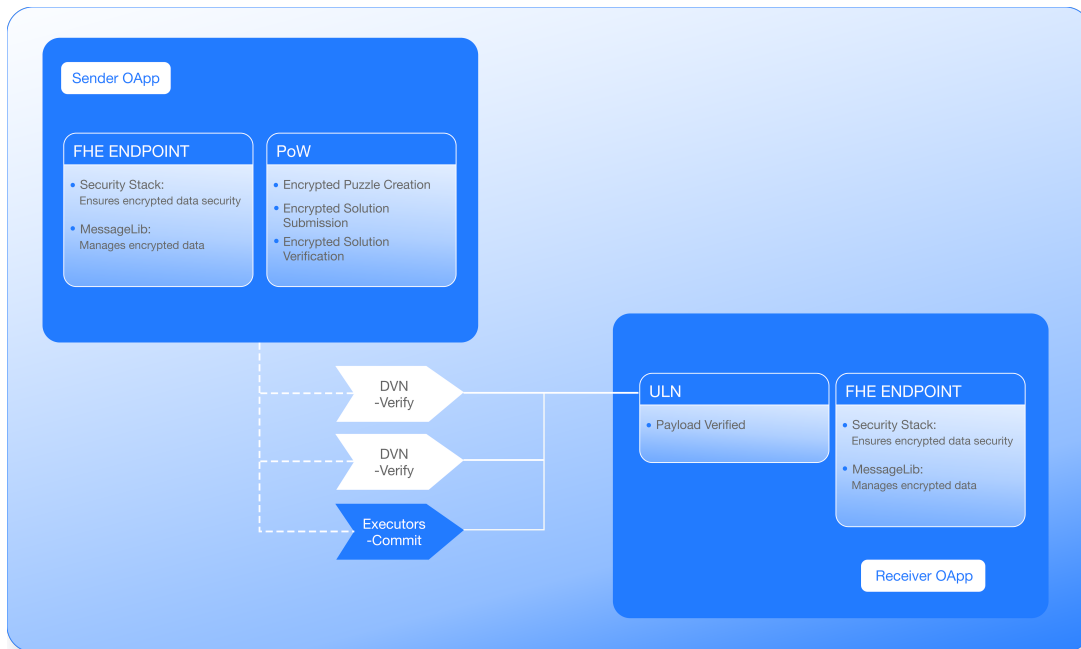 Sender OApp
FHE ENDPOINT
Security Stack:
Ensures encrypted data security
MessageLib:
Manages encrypted data
PoW
Encrypted Puzzle Creation
Encrypted Solution
Submission
Encrypted Solution
Verification
DVN
-Verify
DVN
-Verify
Executors
-Commit
ULN
Payload Verified
FHE ENDPOINT
Security Stack:
Ensures encrypted data security
MessageLib:
Manages encrypted data
Receiver OApp